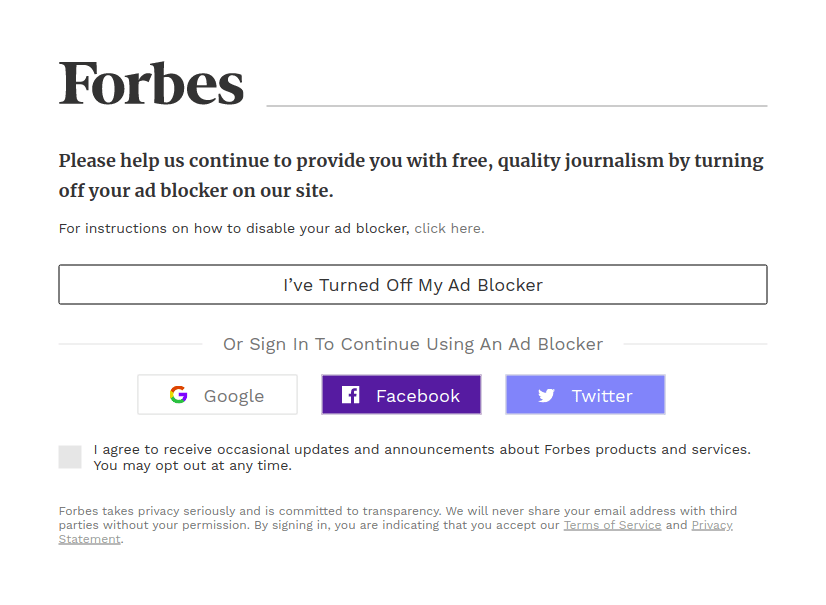 Forbes
Please help us continue to provide you with free, quality journalism by turning
off your ad blocker on our site.
For instructions on how to disable your ad blocker, click here.
I’ve Turned Off My Ad Blocker
Or Sign In To Continue Using An Ad Blocker
Google
Facebook
Twitter
I agree to receive occasional updates and announcements about Forbes products and services.
You may opt out at any time.
Forbes takes privacy seriously and is committed to transparency. We will never share your email address with third
parties without your permission. By signing in, you are indicating that you accept our Terms of Service and Privacy
Statement.